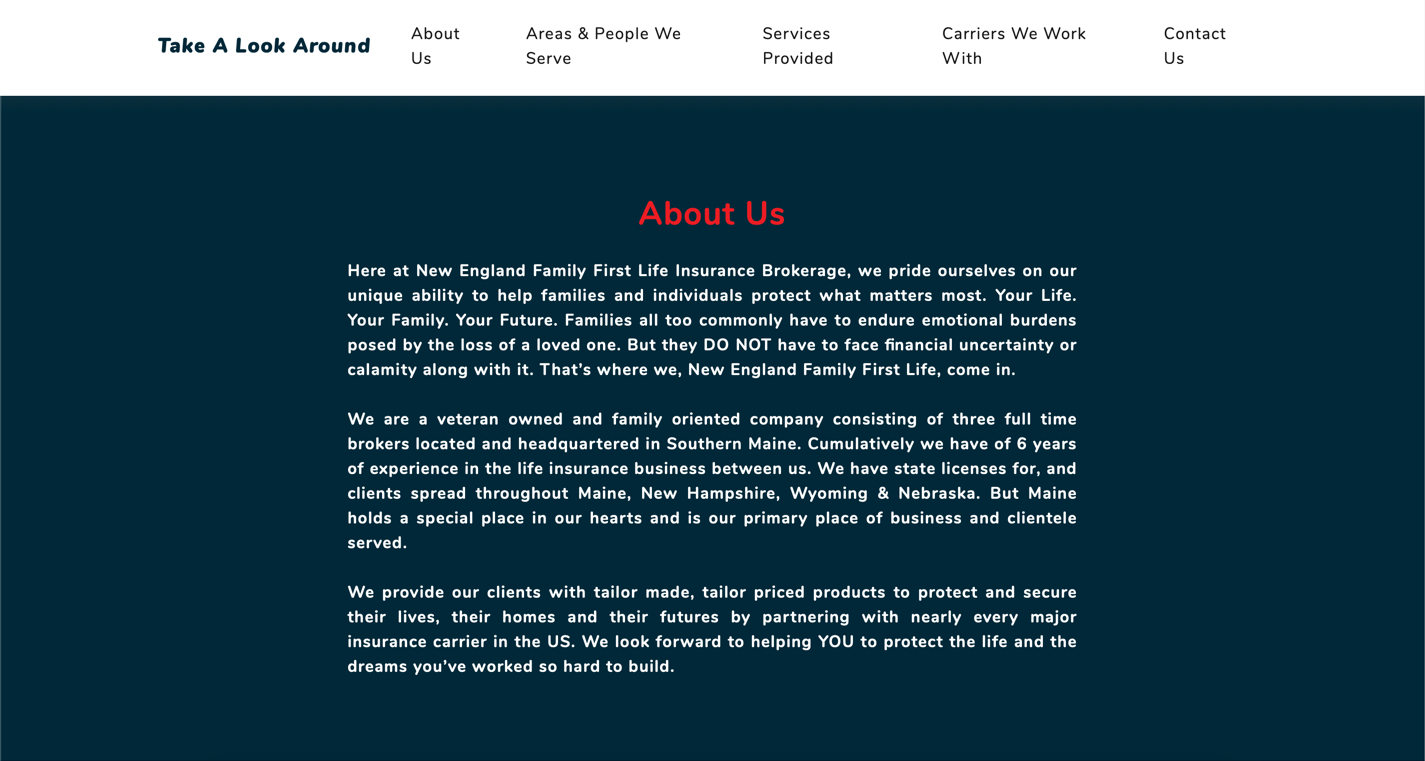 Take A Look Around
About
Us
Areas & People We
Serve
Services
Provided
Carriers We Work
With
Contact
Us
About Us
Here at New England Family First Life Insurance Brokerage, we pride ourselves on our
unique ability to help families and individuals protect what matters most. Your Life.
Your Family. Your Future. Families all too commonly have to endure emotional burdens
posed by the loss of a loved one. But they DO NOT have to face financial uncertainty or
calamity along with it. That’s where we, New England Family First Life, come in.
We are a veteran owned and family oriented company consisting of three full time
brokers located and headquartered in Southern Maine. Cumulatively we have of 6 years
of experience in the life insurance business between us. We have state licenses for, and
clients spread throughout Maine, New Hampshire, Wyoming & Nebraska. But Maine
holds a special place in our hearts and is our primary place of business and clientele
served.
We provide our clients with tailor made, tailor priced products to protect and secure
their lives, their homes and their futures by partnering with nearly every major
insurance carrier in the US. We look forward to helping YOU to protect the life and the
dreams you’ve worked so hard to build.